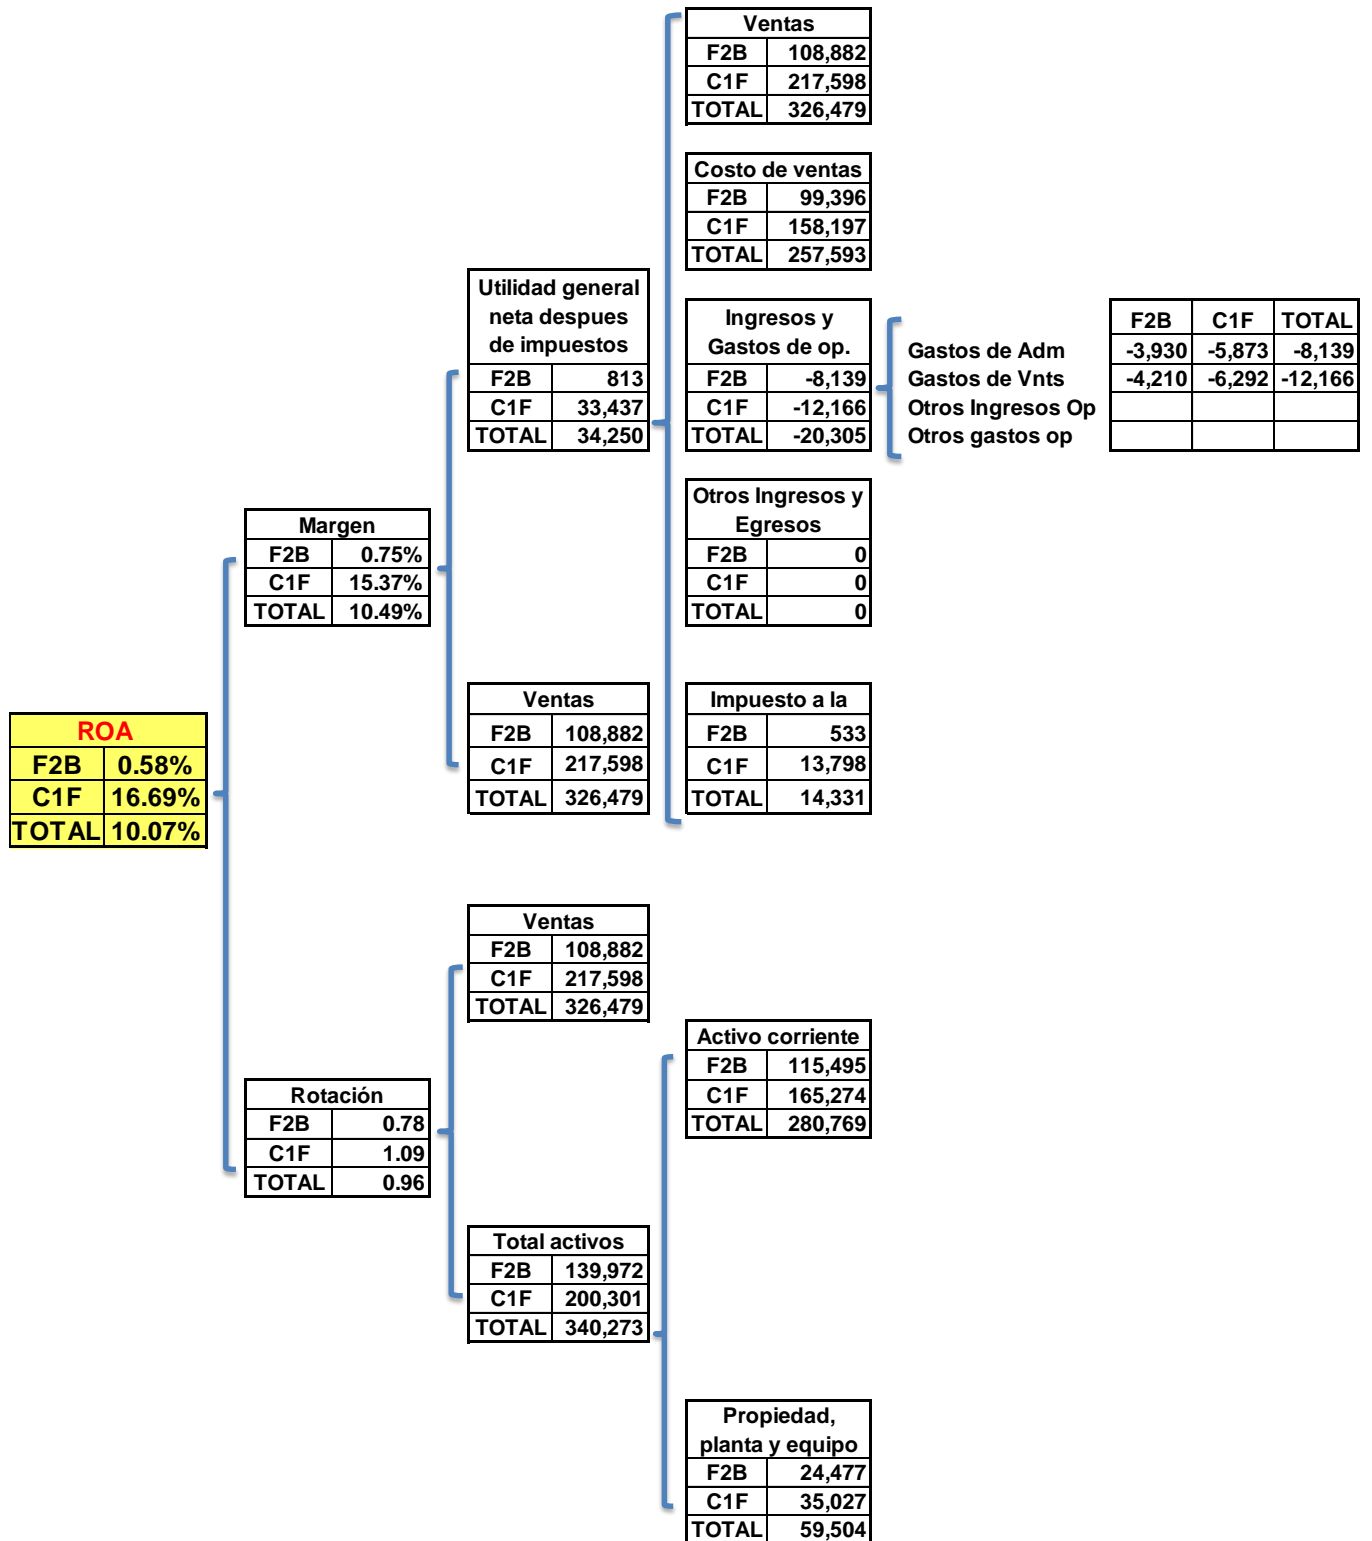 Ventas
F2B 108,882
C1F 217,598
TOTAL 326,479
Costo de ventas
F2B 99,396
C1F 158,197
TOTAL 257,593
Utilidad general
neta despues
de impuestos
F2B 813
C1F 33,437
TOTAL 34,250
Ingresos y
Gastos de op.
F2B -8,139
C1F -12,166
TOTAL -20,305
F2B C1F TOTAL
Gastos de Adm -3,930 -5,873 -8,139
Gastos de Vnts -4,210 -6,292 -12,166
Otros Ingresos Op
Otros gastos op
Otros Ingresos y
Egresos
F2B 0
C1F 0
TOTAL 0
Margen
F2B 0.75%
C1F 15.37%
TOTAL 10.49%
Ventas
F2B 108,882
C1F 217,598
TOTAL 326,479
Impuesto a la
F2B 533
C1F 13,798
TOTAL 14,331
ROA
F2B 0.58%
C1F 16.69%
TOTAL 10.07%
Ventas
F2B 108,882
C1F 217,598
TOTAL 326,479
Activo corriente
F2B 115,495
C1F 165,274
TOTAL 280,769
Rotación
F2B 0.78
C1F 1.09
TOTAL 0.96
Total activos
F2B 139,972
C1F 200,301
TOTAL 340,273
Propiedad,
planta y equipo
F2B 24,477
C1F 35,027
TOTAL 59,504